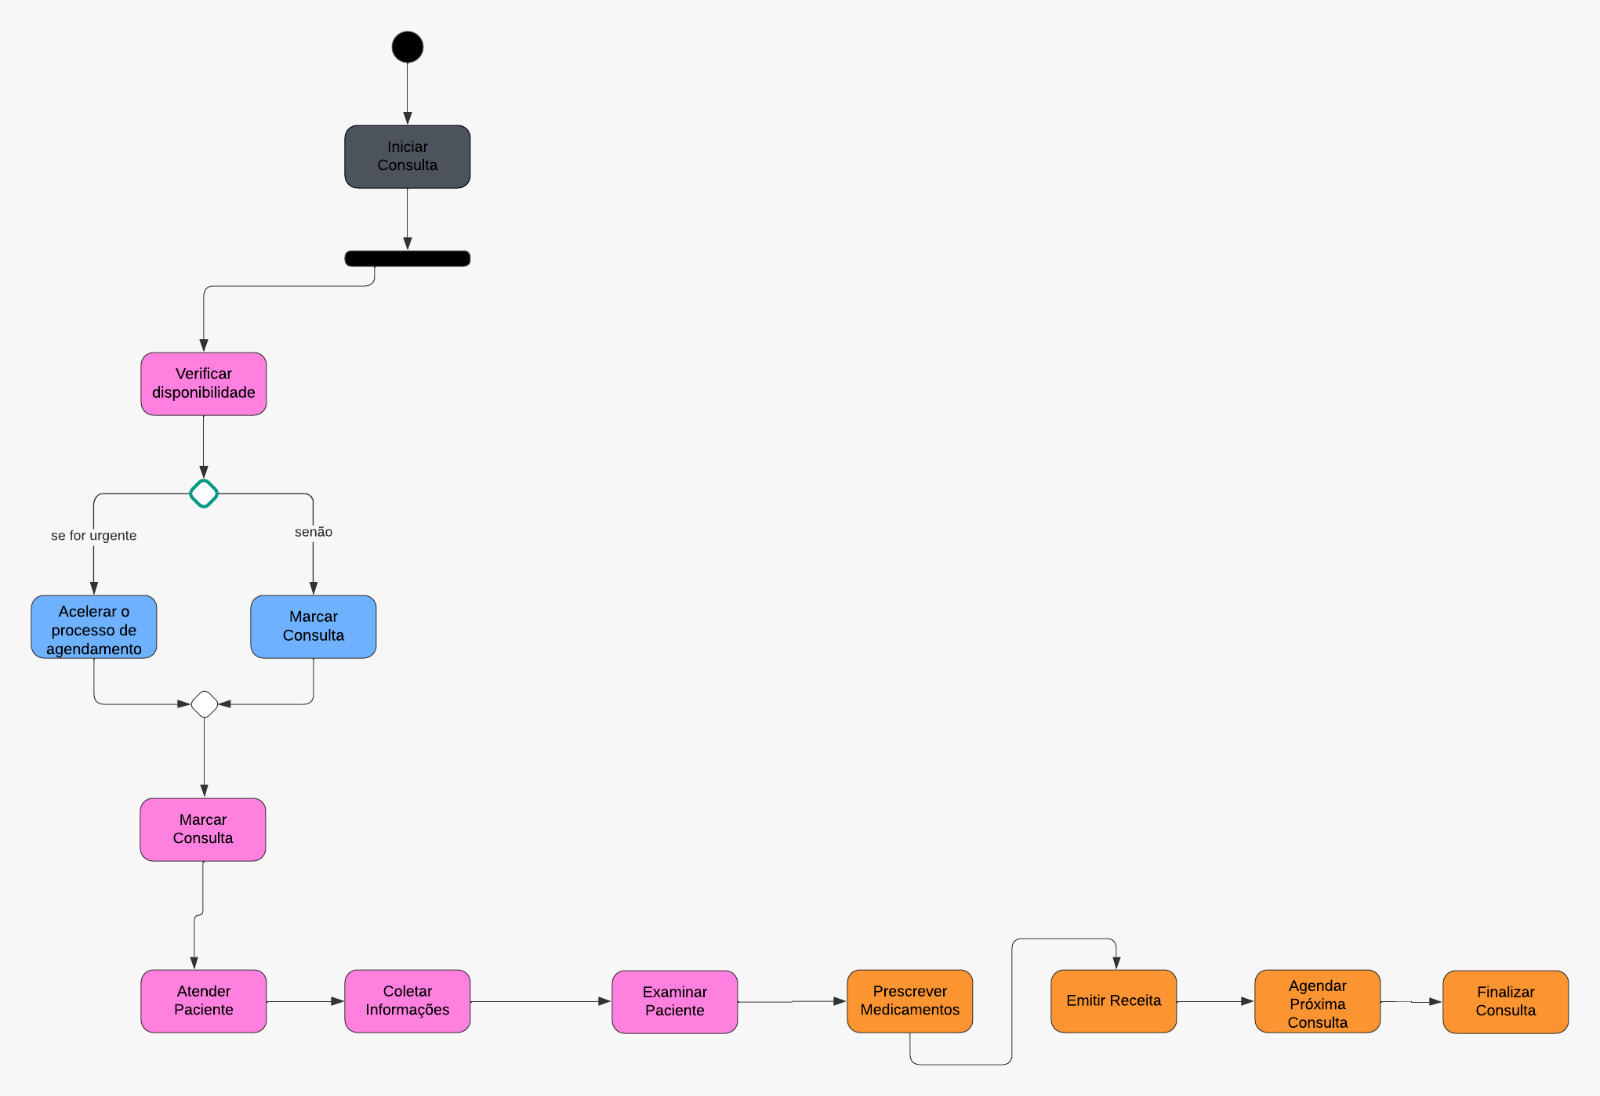 Iniciar
Consulta
Verificar
disponibilidade
se for urgente
senão
Acelerar o
processo de
agendamento
Marcar
Consulta
Marcar
Consulta
Atender
Paciente
Coletar
Informações
Examinar
Paciente
Prescrever
Medicamentos
Emitir Receita
Agendar
Próxima
Consulta
Finalizar
Consulta